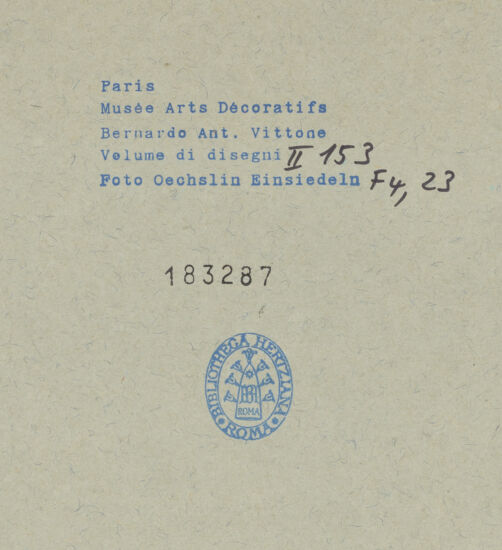 Paris
Musée Arts Décoratifs
Bernardo Ant. Vittone
Volume di disegni II 153
Foto Oechslin Einsiedeln F4, 23
183287
BIBLIOTHECA HERTZIANA
ROMA
ROMA